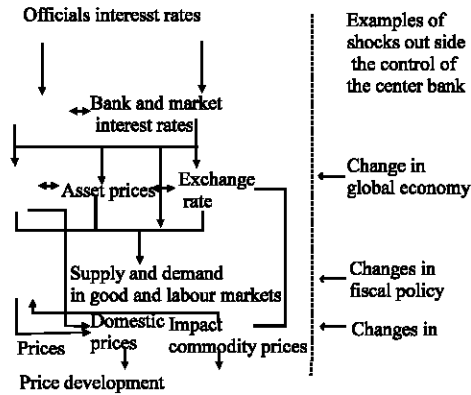 Officials interesst rates
Examples of
shocks out side
the control of
the center bank
Bank and market
interest rates
Asset prices
Exchange
rate
Change in
global economy
Supply and demand
in good and labour markets
Changes in
fiscal policy
Domestic
prices
Impact
commodity prices
Changes in
Prices
Price development